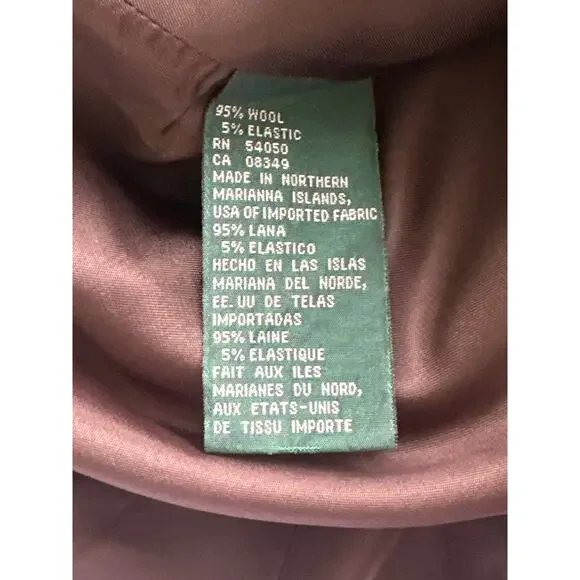 95% WOOL
5% ELASTIC
RN 54050
CA 08349
MADE IN NORTHERN
MARIANNA ISLANDS,
USA OF IMPORTED FABRIC
95% LANA
5% ELASTICO
HECHO EN LAS ISLAS
MARIANA DEL NORDE,
EE. UU DE TELAS
IMPORTADAS
95% LAINE
5% ELASTIQUE
FAIT AUX ILES
MARIANES DU NORD,
AUX ETATS-UNIS
DE TISSU IMPORTE